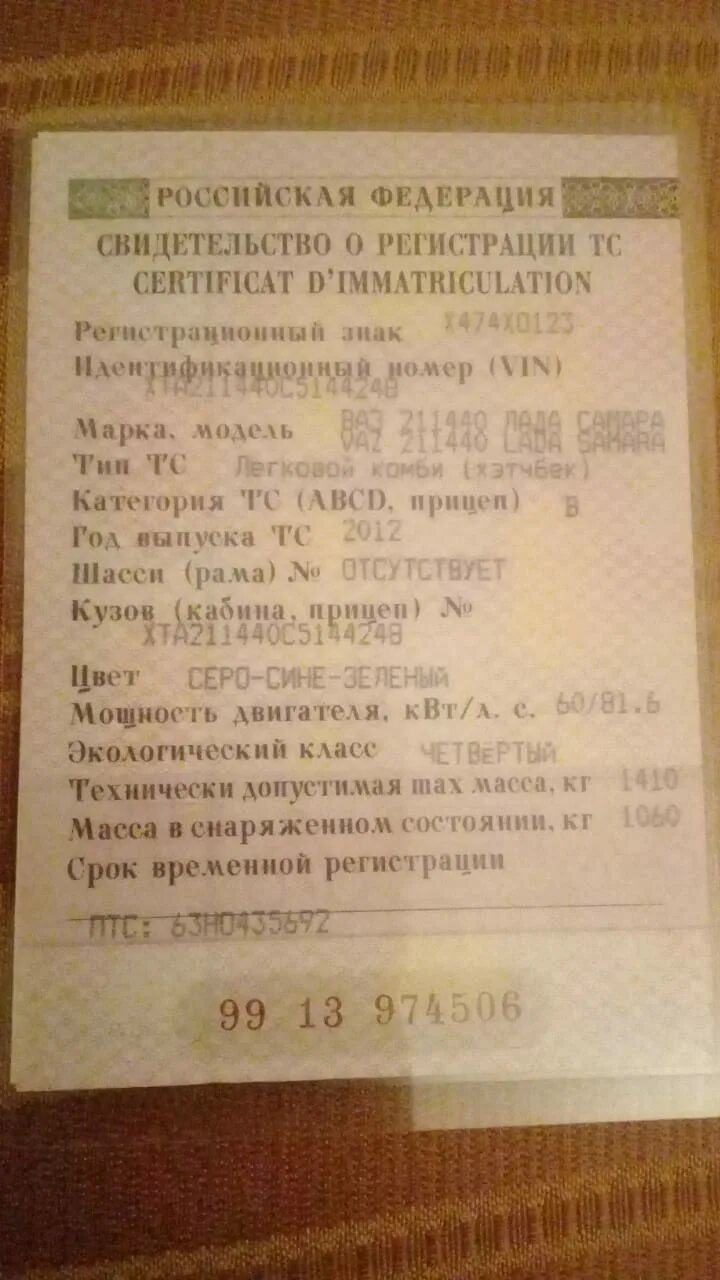 РОССИЙСКАЯ ФЕДЕРАЦИЯ
СВИДЕТЕЛЬСТВО О РЕГИСТРАЦИИ ТС
CERTIFICAT D'IMMATRICULATION
Регистрационный знак Х474ХО123
Идентификационный номер (VIN)
XTA211440C5144248
Марка, модель ВАЗ 211440 ЛАДА САМАРА
VAZ 211440 LADA SAMARA
Тип ТС Легковой комби (хэтчбек)
Категория ТС (ABCD, прицеп) B
Год выпуска ТС 2012
Шасси (рама) № ОТСУТСТВУЕТ
Кузов (кабина, прицеп) №
XTA211440C5144248
Цвет СЕРО-СИНЕ-ЗЕЛЕНЫЙ
Мощность двигателя, кВт/л. с. 60/81.6
Экологический класс ЧЕТВЁРТЫЙ
Технически допустимая max масса, кг 1410
Масса в снаряженном состоянии, кг 1060
Срок временной регистрации
ПТС: 63НО435692
99 13 974506